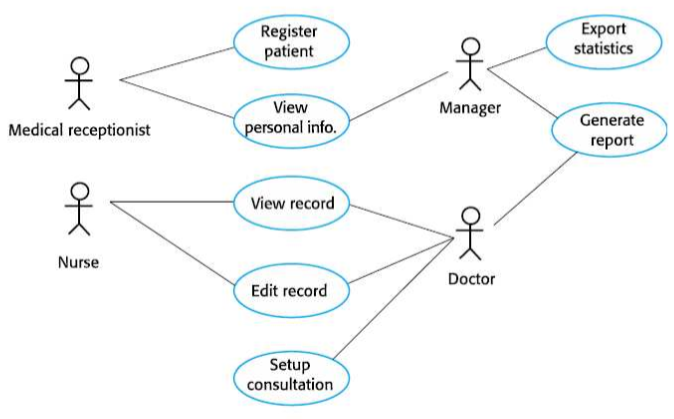 Register
patient
Export
statistics
Medical receptionist
View
personal info.
Manager
Generate
report
Nurse
View record
Edit record
Doctor
Setup
consultation